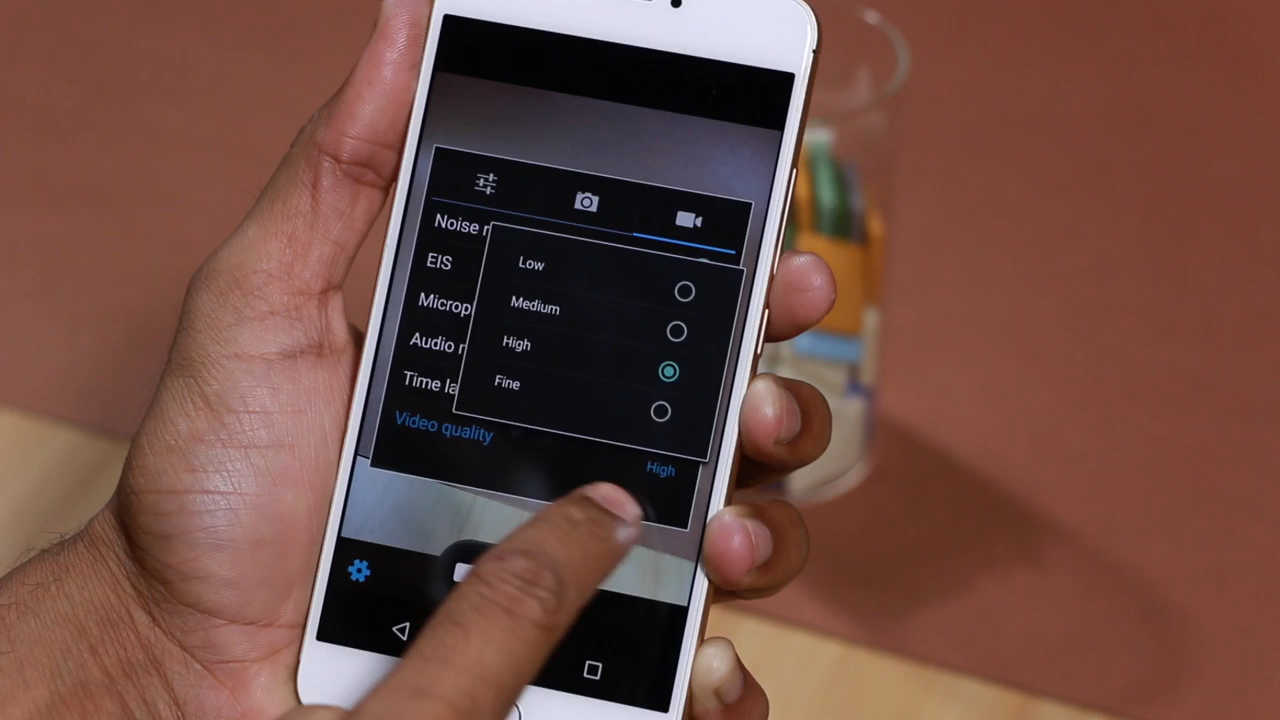 Noise r
EIS
Microp
Audio r
Time la
Low
Medium
High
Fine
Video quality
High